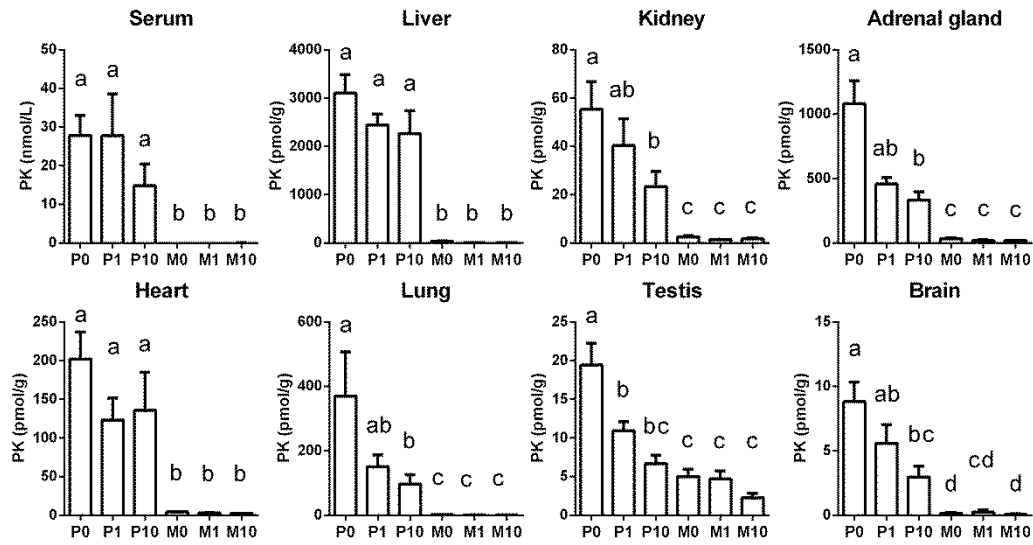 Serum
PK (nmol/L)
50
40
30
20
10
0
a
a
a
b
b
b
P0 P1 P10 M0 M1 M10
Liver
PK (pmol/g)
4000
3000
2000
1000
0
a
a
a
b
b
b
P0 P1 P10 M0 M1 M10
Kidney
PK (pmol/g)
80
60
40
20
0
a
ab
b
c
c
c
P0 P1 P10 M0 M1 M10
Adrenal gland
PK (pmol/g)
1500
1000
500
0
a
ab
b
c
c
c
P0 P1 P10 M0 M1 M10
Heart
PK (pmol/g)
250
200
150
100
50
0
a
a
a
b
b
b
P0 P1 P10 M0 M1 M10
Lung
PK (pmol/g)
600
400
200
0
a
ab
b
c
c
c
P0 P1 P10 M0 M1 M10
Testis
PK (pmol/g)
25
20
15
10
5
0
a
b
bc
c
c
c
P0 P1 P10 M0 M1 M10
Brain
PK (pmol/g)
15
10
5
0
a
ab
bc
d
cd
d
P0 P1 P10 M0 M1 M10